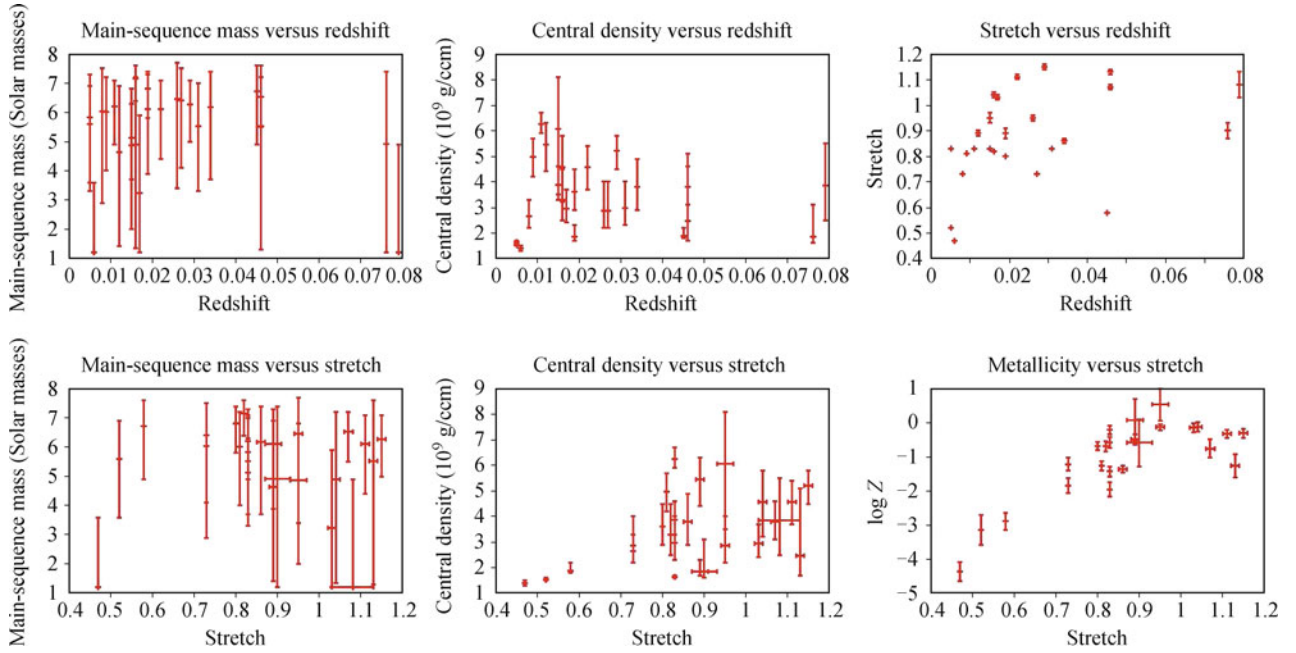 Main-sequence mass versus redshift
Main-sequence mass (Solar masses)
8
7
6
5
4
3
2
1
0 0.01 0.02 0.03 0.04 0.05 0.06 0.07 0.08
Redshift
Central density versus redshift
Central density (10⁹ g/ccm)
9
8
7
6
5
4
3
2
1
0 0.01 0.02 0.03 0.04 0.05 0.06 0.07 0.08
Redshift
Stretch versus redshift
Stretch
1.2
1.1
1
0.9
0.8
0.7
0.6
0.5
0.4
0 0.02 0.04 0.06 0.08
Redshift
Main-sequence mass versus stretch
Main-sequence mass (Solar masses)
8
7
6
5
4
3
2
1
0.4 0.5 0.6 0.7 0.8 0.9 1 1.1 1.2
Stretch
Central density versus stretch
Central density (10⁹ g/ccm)
9
8
7
6
5
4
3
2
1
0.4 0.5 0.6 0.7 0.8 0.9 1 1.1 1.2
Stretch
Metallicity versus stretch
log Z
1
0
−1
−2
−3
−4
−5
0.4 0.5 0.6 0.7 0.8 0.9 1 1.1 1.2
Stretch